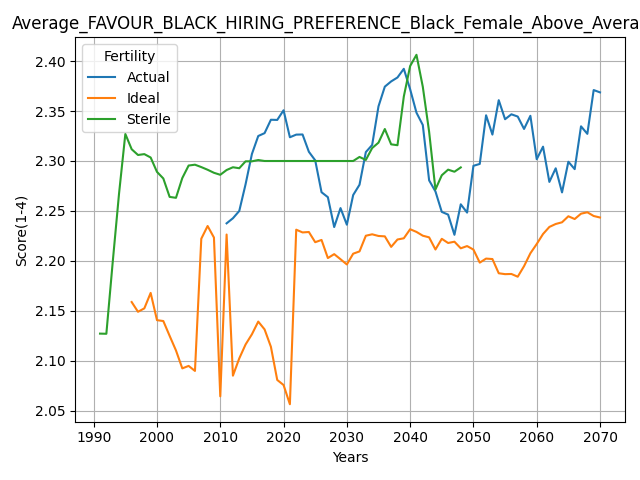 Average_FAVOUR_BLACK_HIRING_PREFERENCE_Black_Female_Above_Avera
Fertility
Actual
Ideal
Sterile
Score(1-4)
2.40
2.35
2.30
2.25
2.20
2.15
2.10
2.05
1990 2000 2010 2020 2030 2040 2050 2060 2070
Years